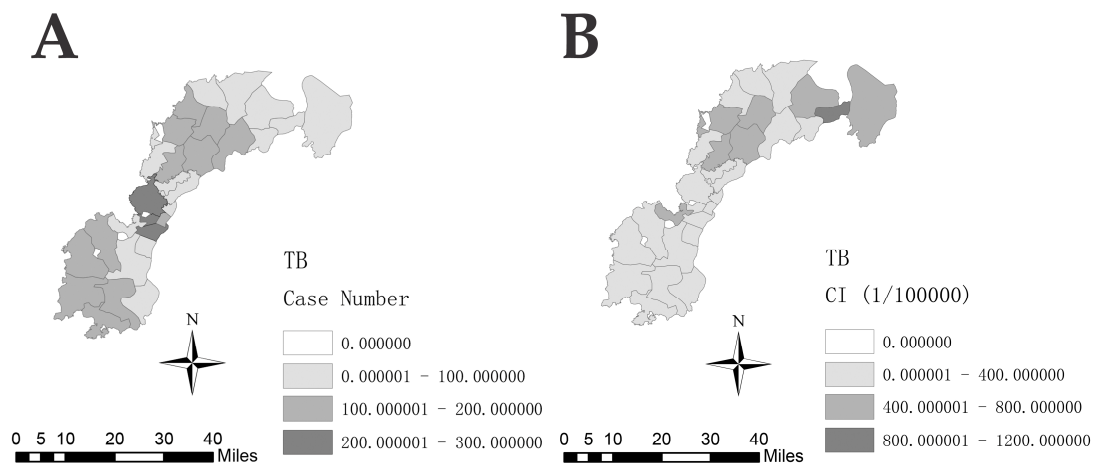 A
N
TB
Case Number
0.000000
0.000001 - 100.000000
100.000001 - 200.000000
200.000001 - 300.000000
0 5 10 20 30 40 Miles
B
N
TB
CI (1/100000)
0.000000
0.000001 - 400.000000
400.000001 - 800.000000
800.000001 - 1200.000000
0 5 10 20 30 40 Miles